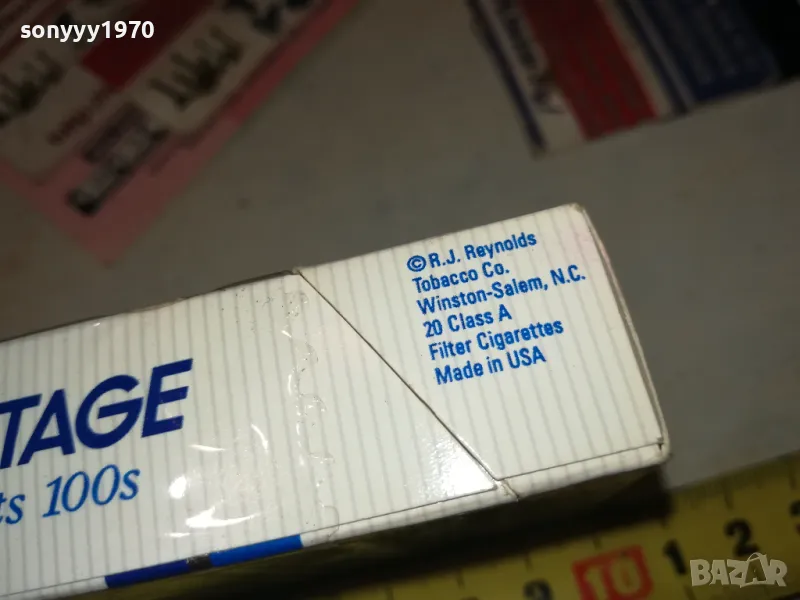 sonyyy1970
© R.J. Reynolds
Tobacco Co.
Winston-Salem, N.C.
20 Class A
Filter Cigarettes
Made in USA
TAGE
ts 100s
10 1 2
BAZAR